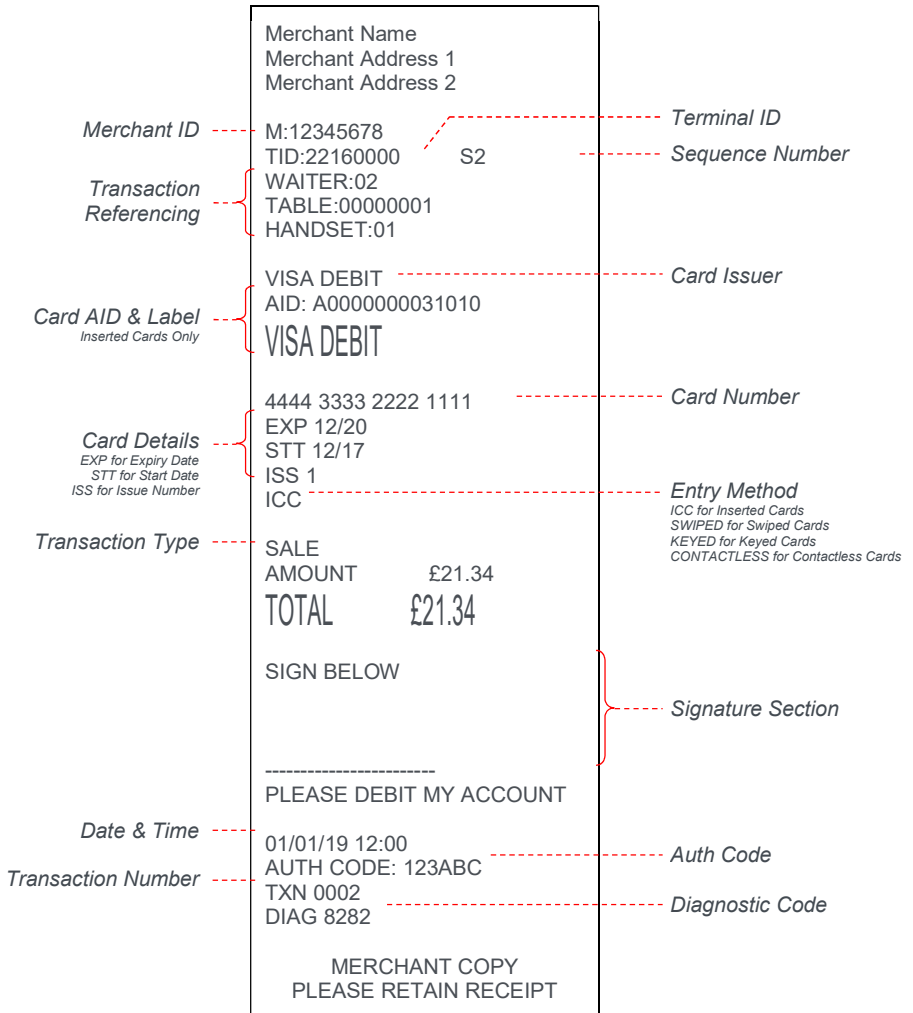 Merchant Name
Merchant Address 1
Merchant Address 2
Terminal ID
Merchant ID
M:12345678
TID:22160000 S2
Sequence Number
Transaction
Referencing
WAITER:02
TABLE:00000001
HANDSET:01
VISA DEBIT
Card Issuer
Card AID & Label
Inserted Cards Only
AID: A0000000031010
VISA DEBIT
4444 3333 2222 1111
Card Number
Card Details
EXP for Expiry Date
STT for Start Date
ISS for Issue Number
EXP 12/20
STT 12/17
ISS 1
ICC
Entry Method
ICC for Inserted Cards
SWIPED for Swiped Cards
KEYED for Keyed Cards
CONTACTLESS for Contactless Cards
Transaction Type
SALE
AMOUNT £21.34
TOTAL £21.34
SIGN BELOW
Signature Section
------------------------
PLEASE DEBIT MY ACCOUNT
Date & Time
01/01/19 12:00
AUTH CODE: 123ABC
Auth Code
Transaction Number
TXN 0002
DIAG 8282
Diagnostic Code
MERCHANT COPY
PLEASE RETAIN RECEIPT